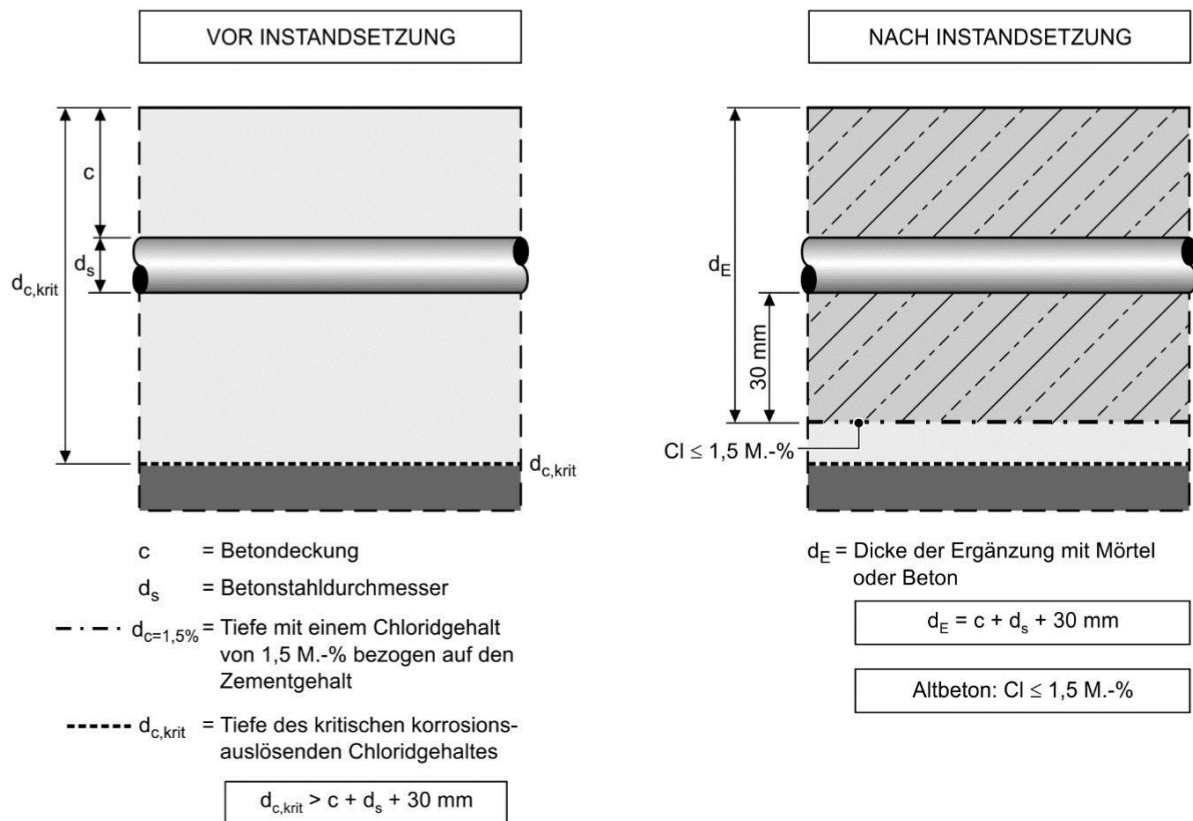 VOR INSTANDSETZUNG
c
d_s
d_c,krit
d_c,krit
c = Betondeckung
d_s = Betonstahldurchmesser
d_c=1,5% = Tiefe mit einem Chloridgehalt
von 1,5 M.-% bezogen auf den
Zementgehalt
d_c,krit = Tiefe des kritischen korrosions-
auslösenden Chloridgehaltes
d_c,krit > c + d_s + 30 mm
NACH INSTANDSETZUNG
d_E
30 mm
Cl ≤ 1,5 M.-%
d_E = Dicke der Ergänzung mit Mörtel
oder Beton
d_E = c + d_s + 30 mm
Altbeton: Cl ≤ 1,5 M.-%